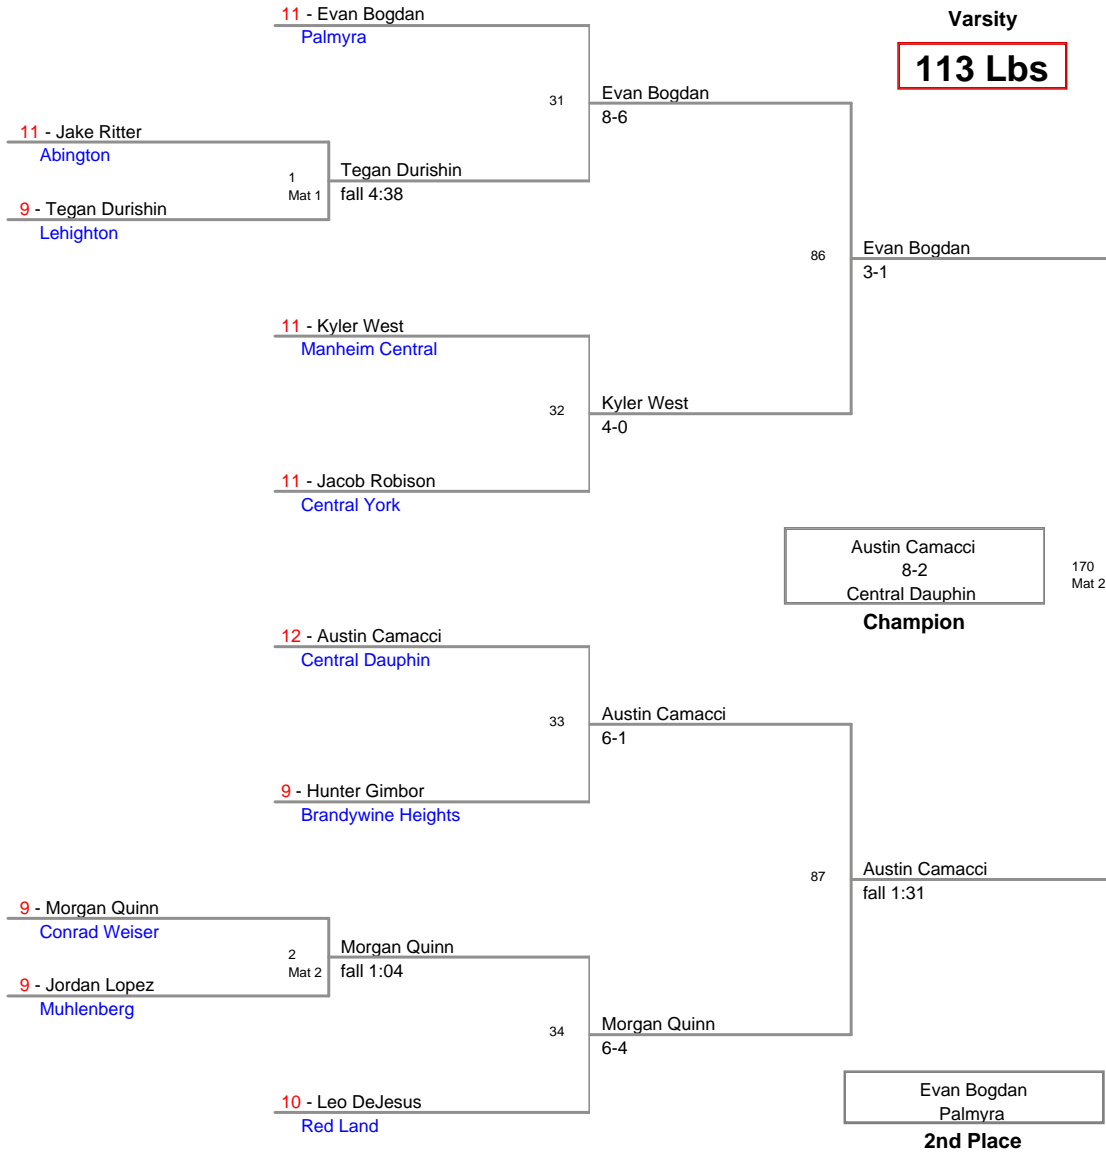 11 - Evan Bogdan
Palmyra
Varsity
113 Lbs
31
Evan Bogdan
8-6
11 - Jake Ritter
Abington
1
Mat 1
Tegan Durishin
fall 4:38
9 - Tegan Durishin
Lehighton
86
Evan Bogdan
3-1
11 - Kyler West
Manheim Central
32
Kyler West
4-0
11 - Jacob Robison
Central York
Austin Camacci
8-2
Central Dauphin
170
Mat 2
Champion
12 - Austin Camacci
Central Dauphin
33
Austin Camacci
6-1
9 - Hunter Gimbor
Brandywine Heights
87
Austin Camacci
fall 1:31
9 - Morgan Quinn
Conrad Weiser
2
Mat 2
Morgan Quinn
fall 1:04
9 - Jordan Lopez
Muhlenberg
34
Morgan Quinn
6-4
10 - Leo DeJesus
Red Land
Evan Bogdan
Palmyra
2nd Place